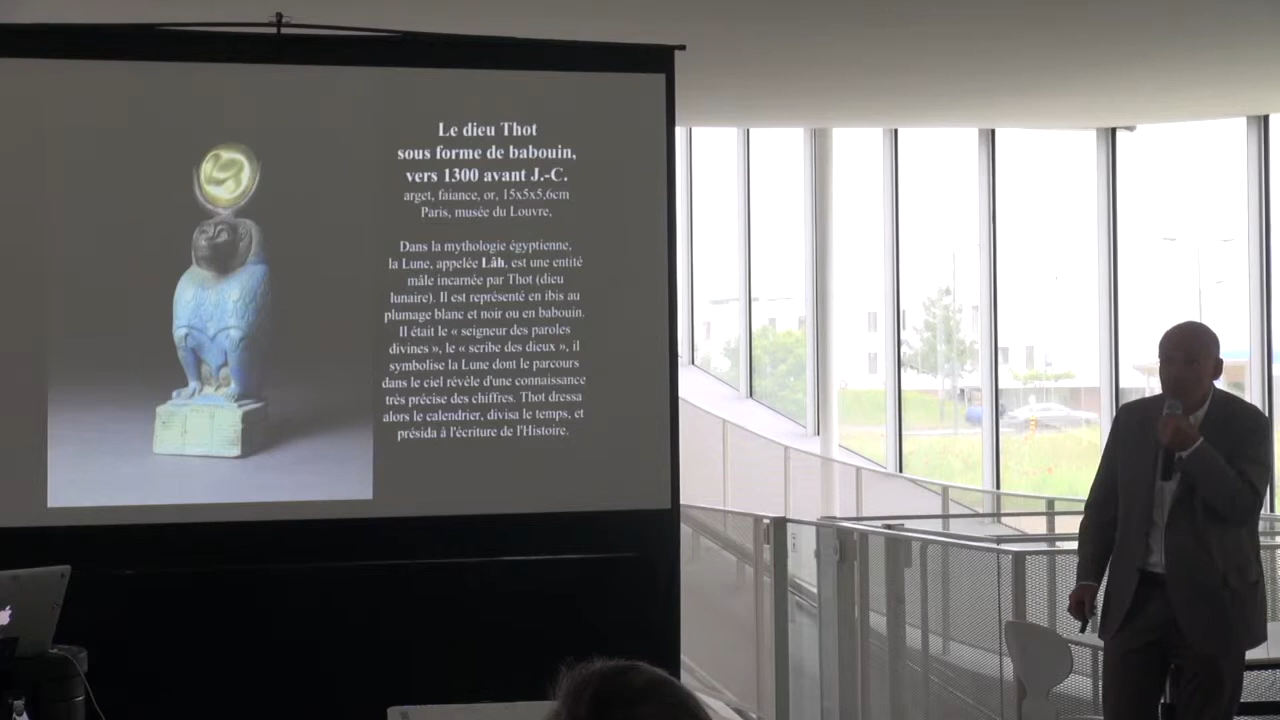 Le dieu Thot
sous forme de babouin,
vers 1300 avant J.-C.
arget, faiance, or, 15x5x5,6cm
Paris, musée du Louvre,
Dans la mythologie égyptienne,
la Lune, appelée Lâh, est une entité
mâle incarnée par Thot (dieu
lunaire). Il est représenté en ibis au
plumage blanc et noir ou en babouin.
Il était le « seigneur des paroles
divines », le « scribe des dieux », il
symbolise la Lune dont le parcours
dans le ciel révèle d'une connaissance
très précise des chiffres. Thot dressa
alors le calendrier, divisa le temps, et
présida à l'écriture de l'Histoire.